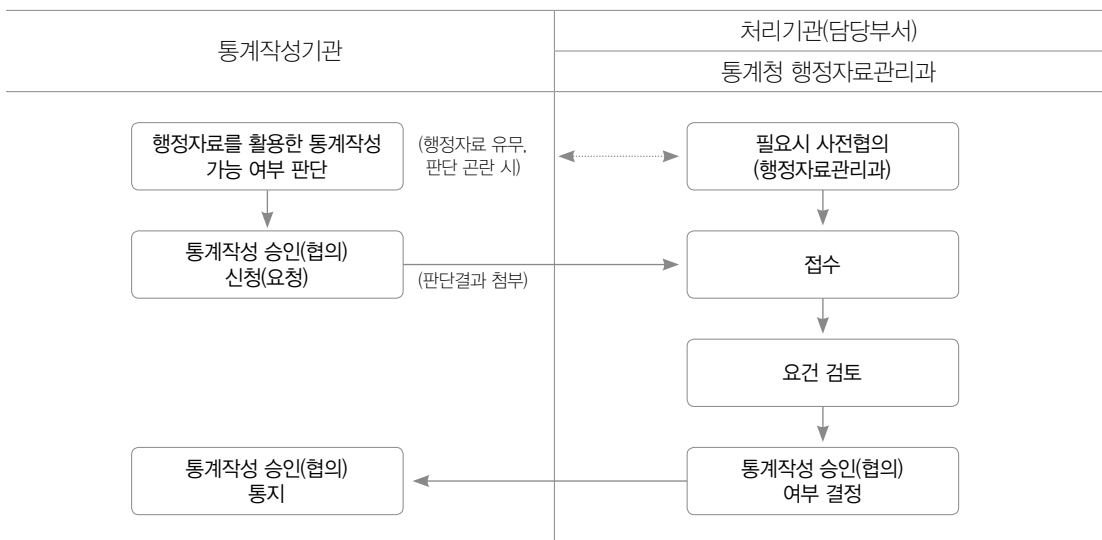 통계작성기관
처리기관(담당부서)
통계청 행정자료관리과
행정자료를 활용한 통계작성
가능 여부 판단
(행정자료 유무,
판단 곤란 시)
필요시 사전협의
(행정자료관리과)
통계작성 승인(협의)
신청(요청)
(판단결과 첨부)
접수
요건 검토
통계작성 승인(협의)
통지
통계작성 승인(협의)
여부 결정